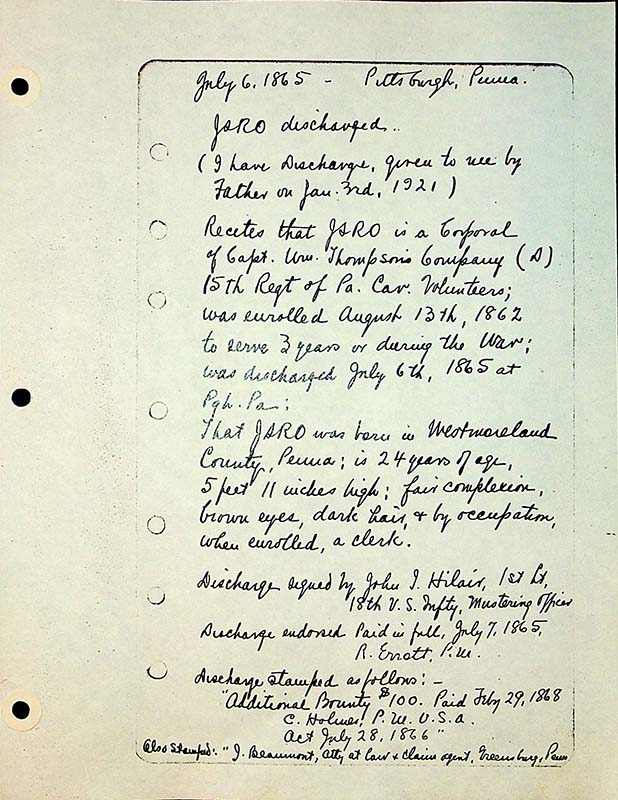 July 6, 1865 - Pittsburgh, Penna.
JSRO discharged..
(I have Discharge, given to me by
Father on Jan. 3rd, 1921)
Recites that JSRO is a Corporal
of Capt. Wm. Thompson's Company (A)
15th Regt of Pa. Cav. Volunteers;
was enrolled August 13th, 1862
to serve 3 years or during the War;
was discharged July 6th, 1865 at
Pgh. Pa;
That JSRO was born in Westmoreland
County, Penna; is 24 years of age,
5 feet 11 inches high; fair complexion,
brown eyes, dark hair, & by occupation,
when enrolled, a clerk.
Discharge signed by John I. Hilair, 1st Lt,
18th U.S. Infty, Mustering Officer
Discharge endorsed Paid in full, July 7, 1865,
R. Errott, P.M.
Discharge stamped as follows: -
"Additional Bounty $100. Paid Feby 29, 1868
C. Holmes, P.M. U.S.a.
Act July 28, 1866"
Also Stamped: "J. Beaumont, atty at law & claim agent, Greensburg, Penn